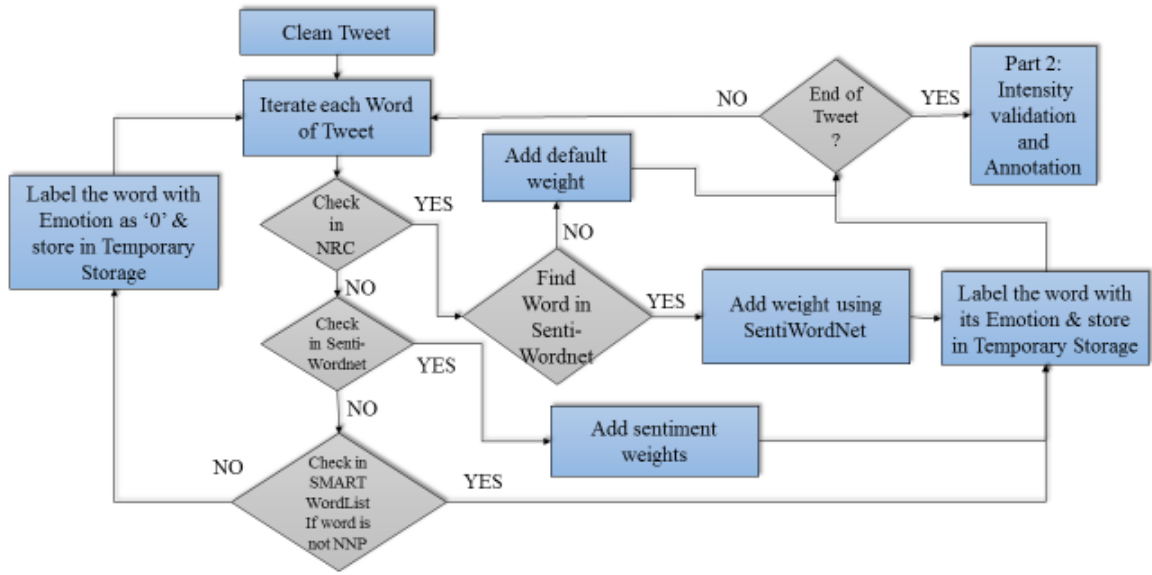 Clean Tweet
Iterate each Word
of Tweet
NO
End of
Tweet
?
YES
Part 2:
Intensity
validation
and
Annotation
Label the word with
Emotion as ‘0’ &
store in Temporary
Storage
Check
in
NRC
YES
Add default
weight
NO
NO
Find
Word in
Senti-
Wordnet
YES
Add weight using
SentiWordNet
Label the word with
its Emotion & store
in Temporary Storage
Check
in Senti-
Wordnet
YES
NO
Add sentiment
weights
NO
Check in
SMART
WordList
If word is
not NNP
YES